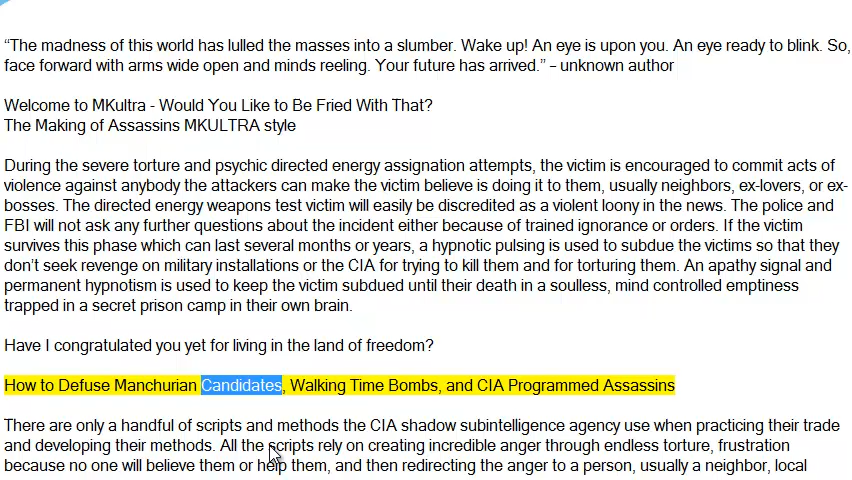 “The madness of this world has lulled the masses into a slumber. Wake up! An eye is upon you. An eye ready to blink. So,
face forward with arms wide open and minds reeling. Your future has arrived.” – unknown author
Welcome to MKultra - Would You Like to Be Fried With That?
The Making of Assassins MKULTRA style
During the severe torture and psychic directed energy assignation attempts, the victim is encouraged to commit acts of
violence against anybody the attackers can make the victim believe is doing it to them, usually neighbors, ex-lovers, or ex-
bosses. The directed energy weapons test victim will easily be discredited as a violent loony in the news. The police and
FBI will not ask any further questions about the incident either because of trained ignorance or orders. If the victim
survives this phase which can last several months or years, a hypnotic pulsing is used to subdue the victims so that they
don’t seek revenge on military installations or the CIA for trying to kill them and for torturing them. An apathy signal and
permanent hypnotism is used to keep the victim subdued until their death in a soulless, mind controlled emptiness
trapped in a secret prison camp in their own brain.
Have I congratulated you yet for living in the land of freedom?
How to Defuse Manchurian Candidates, Walking Time Bombs, and CIA Programmed Assassins
There are only a handful of scripts and methods the CIA shadow subintelligence agency use when practicing their trade
and developing their methods. All the scripts rely on creating incredible anger through endless torture, frustration
because no one will believe them or help them, and then redirecting the anger to a person, usually a neighbor, local